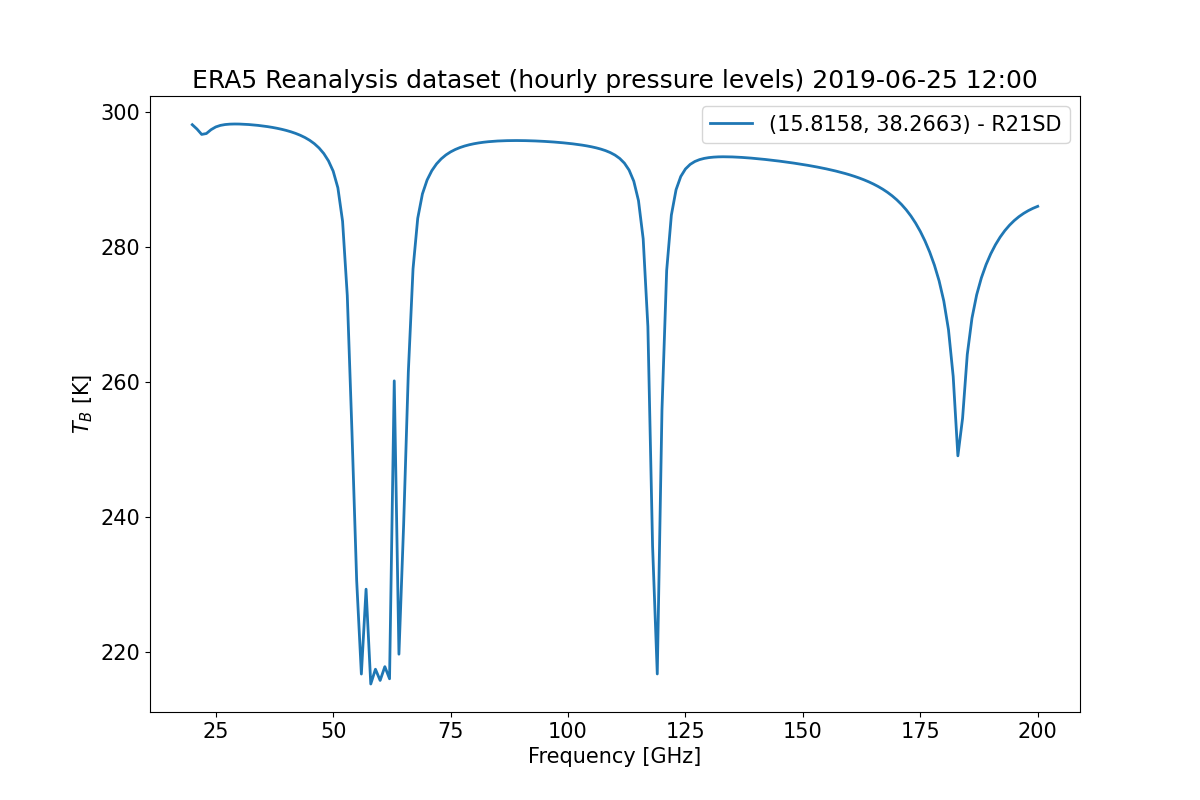 ERA5 Reanalysis dataset (hourly pressure levels) 2019-06-25 12:00
(15.8158, 38.2663) - R21SD
300
280
260
240
220
T_B [K]
25 50 75 100 125 150 175 200
Frequency [GHz]